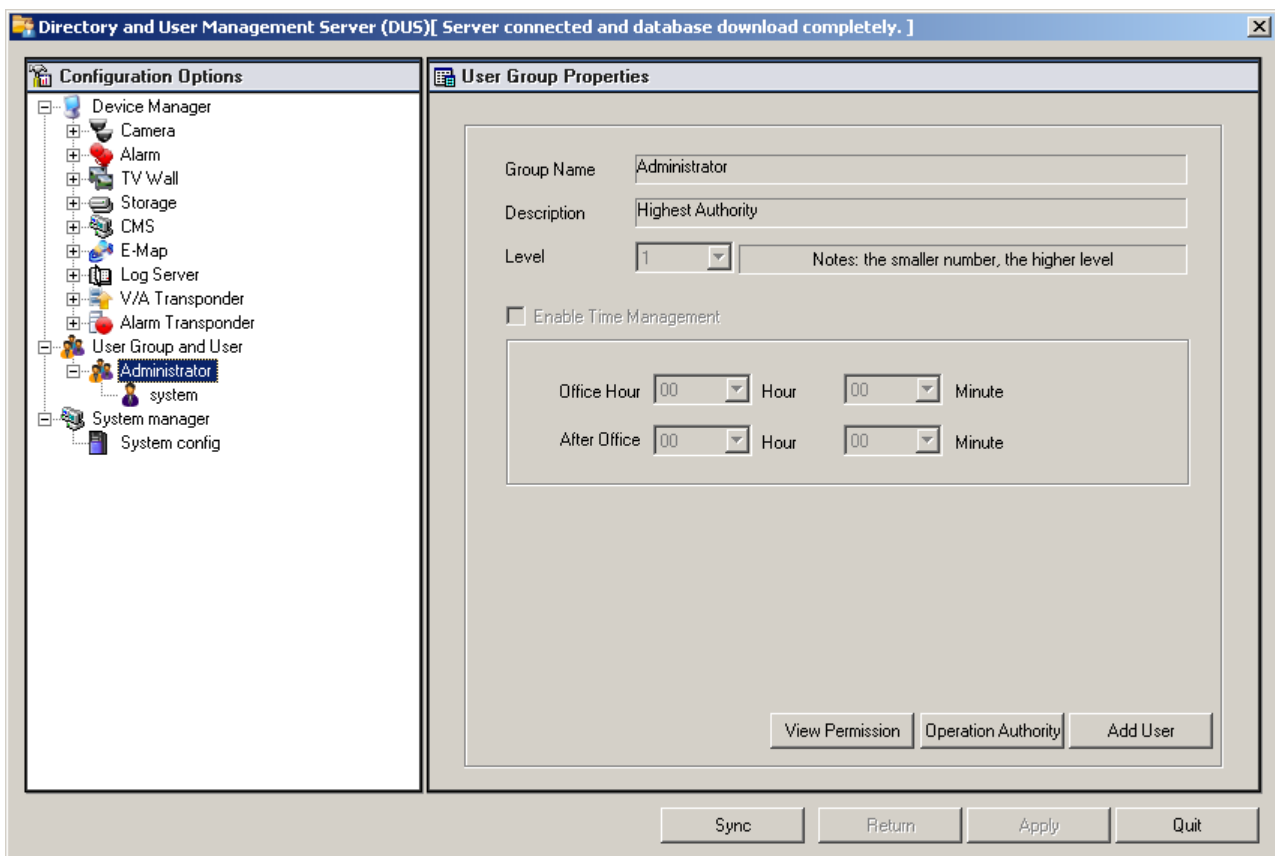 Directory and User Management Server (DUS)[ Server connected and database download completely. ]
Configuration Options
Device Manager
Camera
Alarm
TV Wall
Storage
CMS
E-Map
Log Server
V/A Transponder
Alarm Transponder
User Group and User
Administrator
system
System manager
System config
User Group Properties
Group Name Administrator
Description Highest Authority
Level 1 Notes: the smaller number, the higher level
Enable Time Management
Office Hour 00 Hour 00 Minute
After Office 00 Hour 00 Minute
View Permission Operation Authority Add User
Sync Return Apply Quit